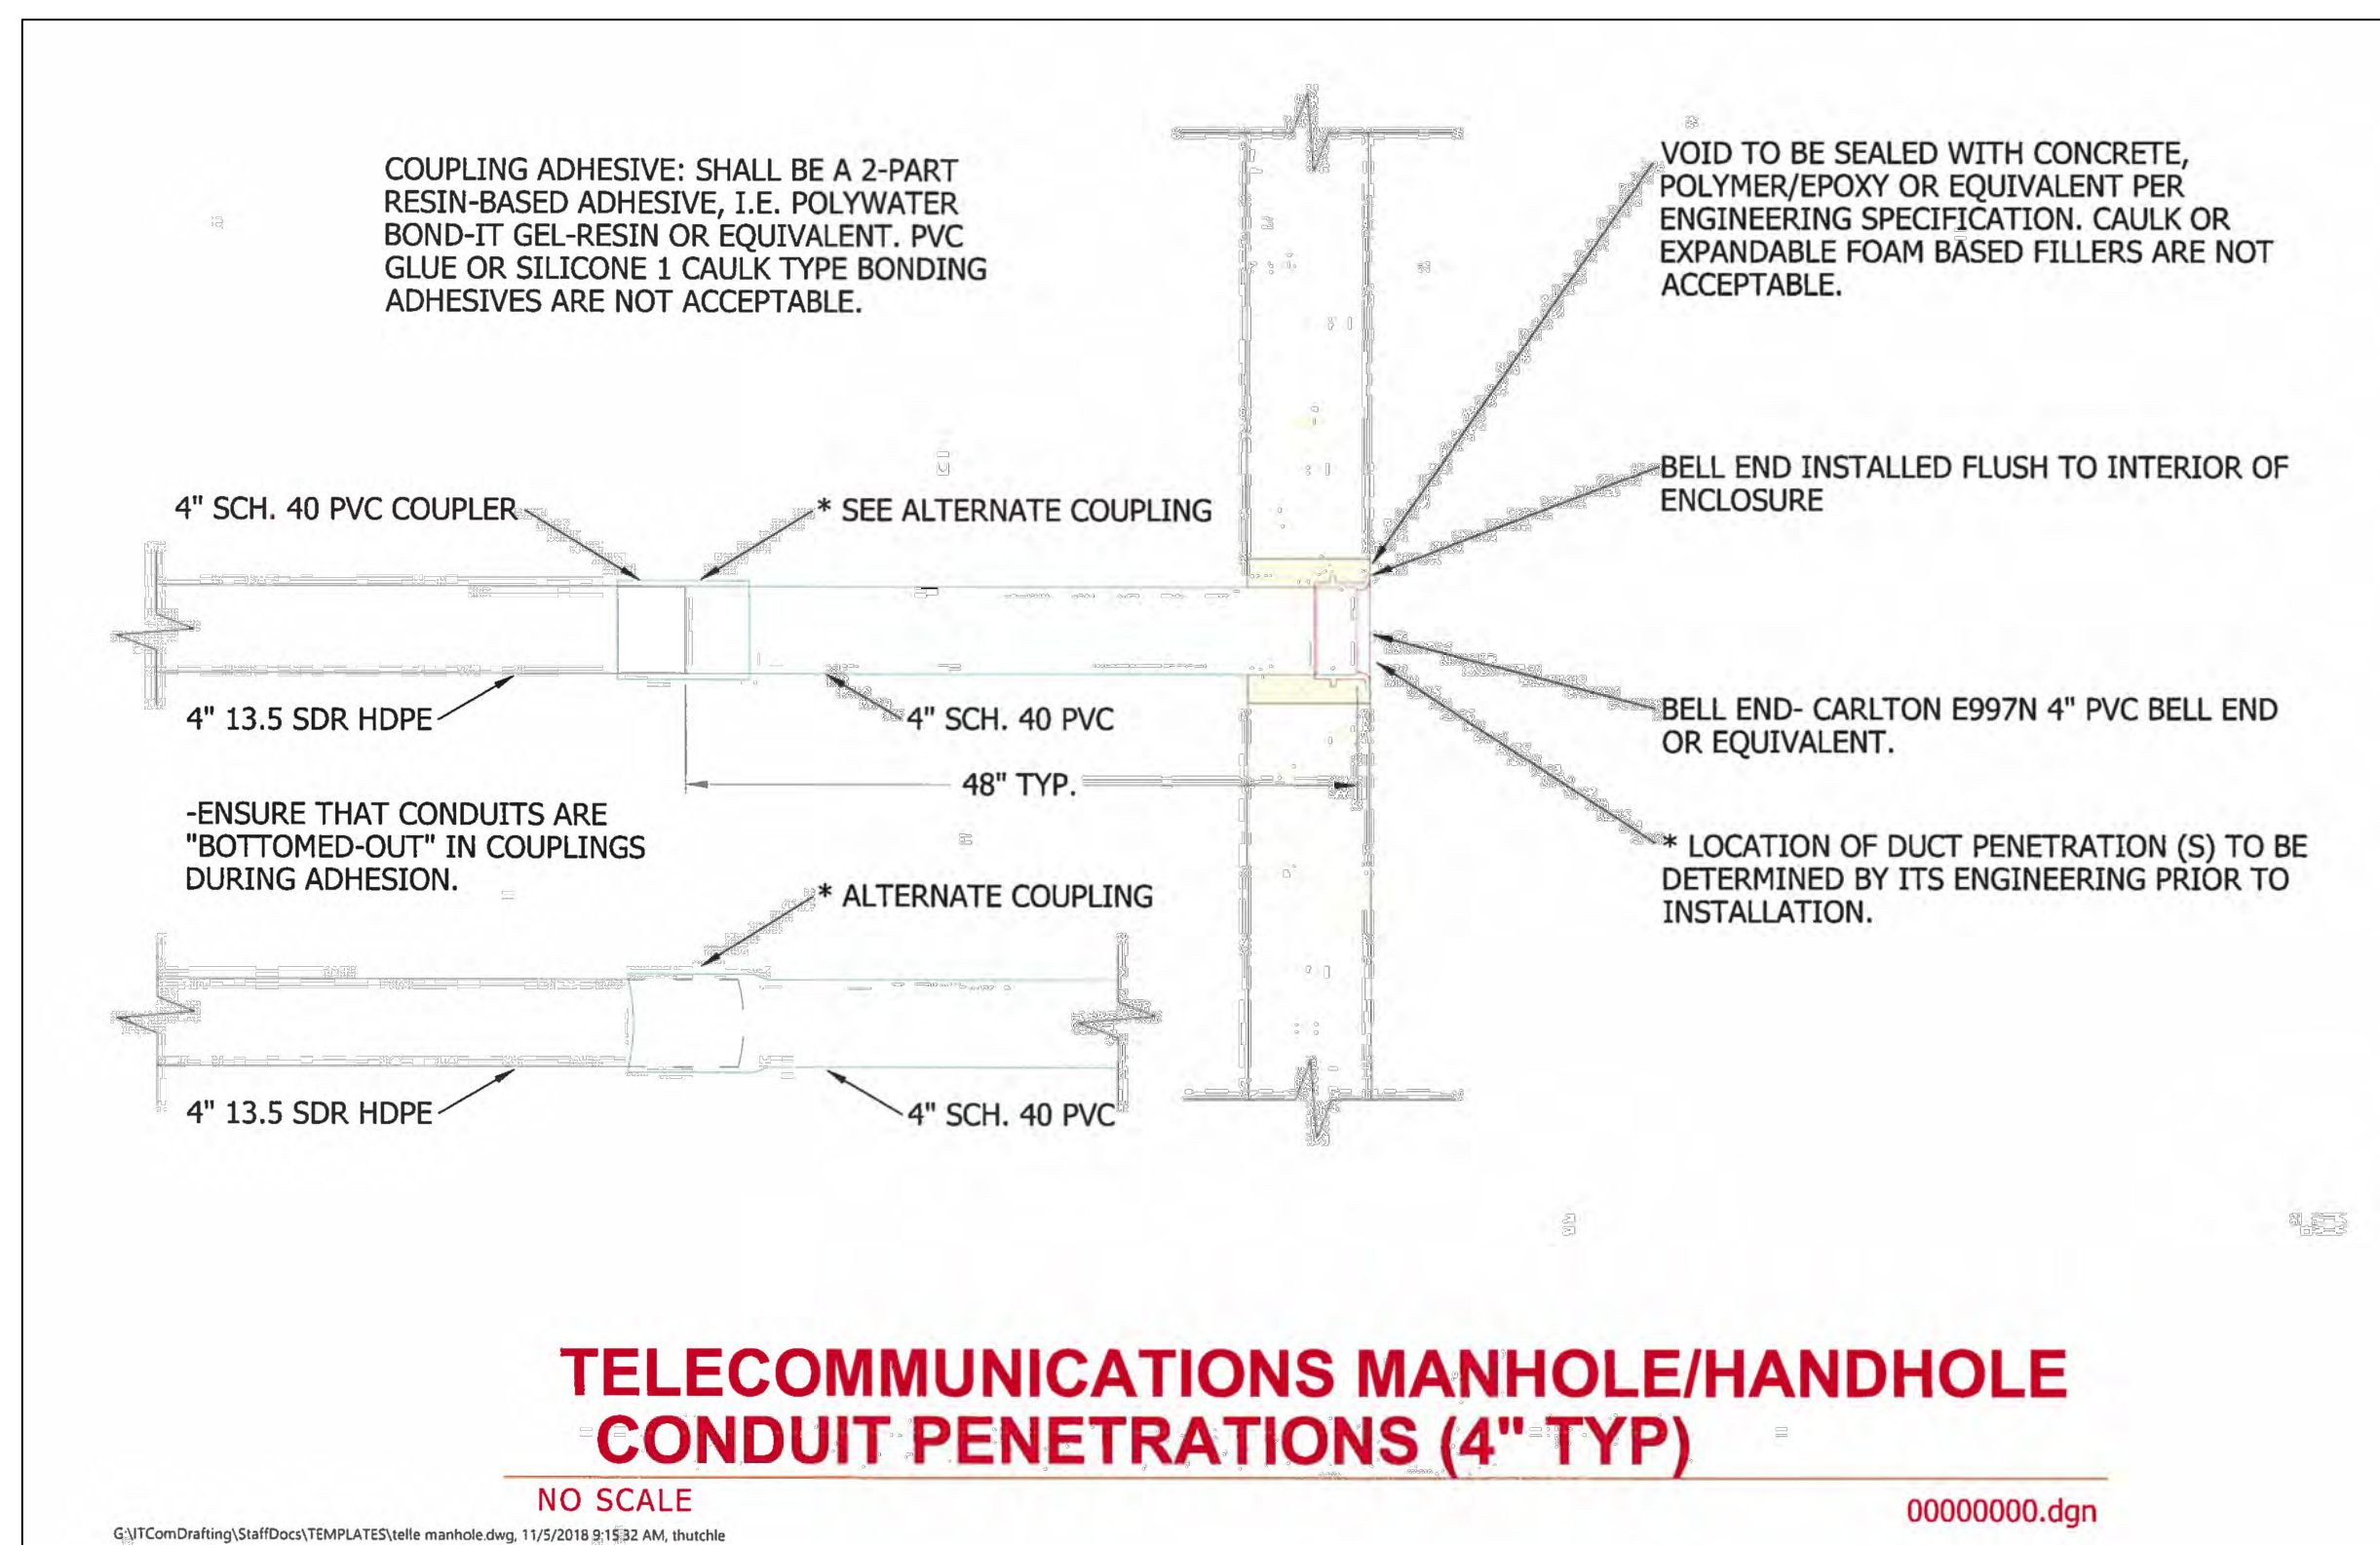 COUPLING ADHESIVE: SHALL BE A 2-PART
RESIN-BASED ADHESIVE, I.E. POLYWATER
BOND-IT GEL-RESIN OR EQUIVALENT. PVC
GLUE OR SILICONE 1 CAULK TYPE BONDING
ADHESIVES ARE NOT ACCEPTABLE.
VOID TO BE SEALED WITH CONCRETE,
POLYMER/EPOXY OR EQUIVALENT PER
ENGINEERING SPECIFICATION. CAULK OR
EXPANDABLE FOAM BASED FILLERS ARE NOT
ACCEPTABLE.
BELL END INSTALLED FLUSH TO INTERIOR OF
ENCLOSURE
4" SCH. 40 PVC COUPLER
* SEE ALTERNATE COUPLING
4" 13.5 SDR HDPE
4" SCH. 40 PVC
BELL END- CARLTON E997N 4" PVC BELL END
OR EQUIVALENT.
48" TYP.
-ENSURE THAT CONDUITS ARE
"BOTTOMED-OUT" IN COUPLINGS
DURING ADHESION.
* LOCATION OF DUCT PENETRATION (S) TO BE
DETERMINED BY ITS ENGINEERING PRIOR TO
INSTALLATION.
* ALTERNATE COUPLING
4" 13.5 SDR HDPE
4" SCH. 40 PVC
TELECOMMUNICATIONS MANHOLE/HANDHOLE
CONDUIT PENETRATIONS (4" TYP)
NO SCALE
00000000.dgn
G:\ITComDrafting\StaffDocs\TEMPLATES\telle manhole.dwg, 11/5/2018 9:15:32 AM, thutchle